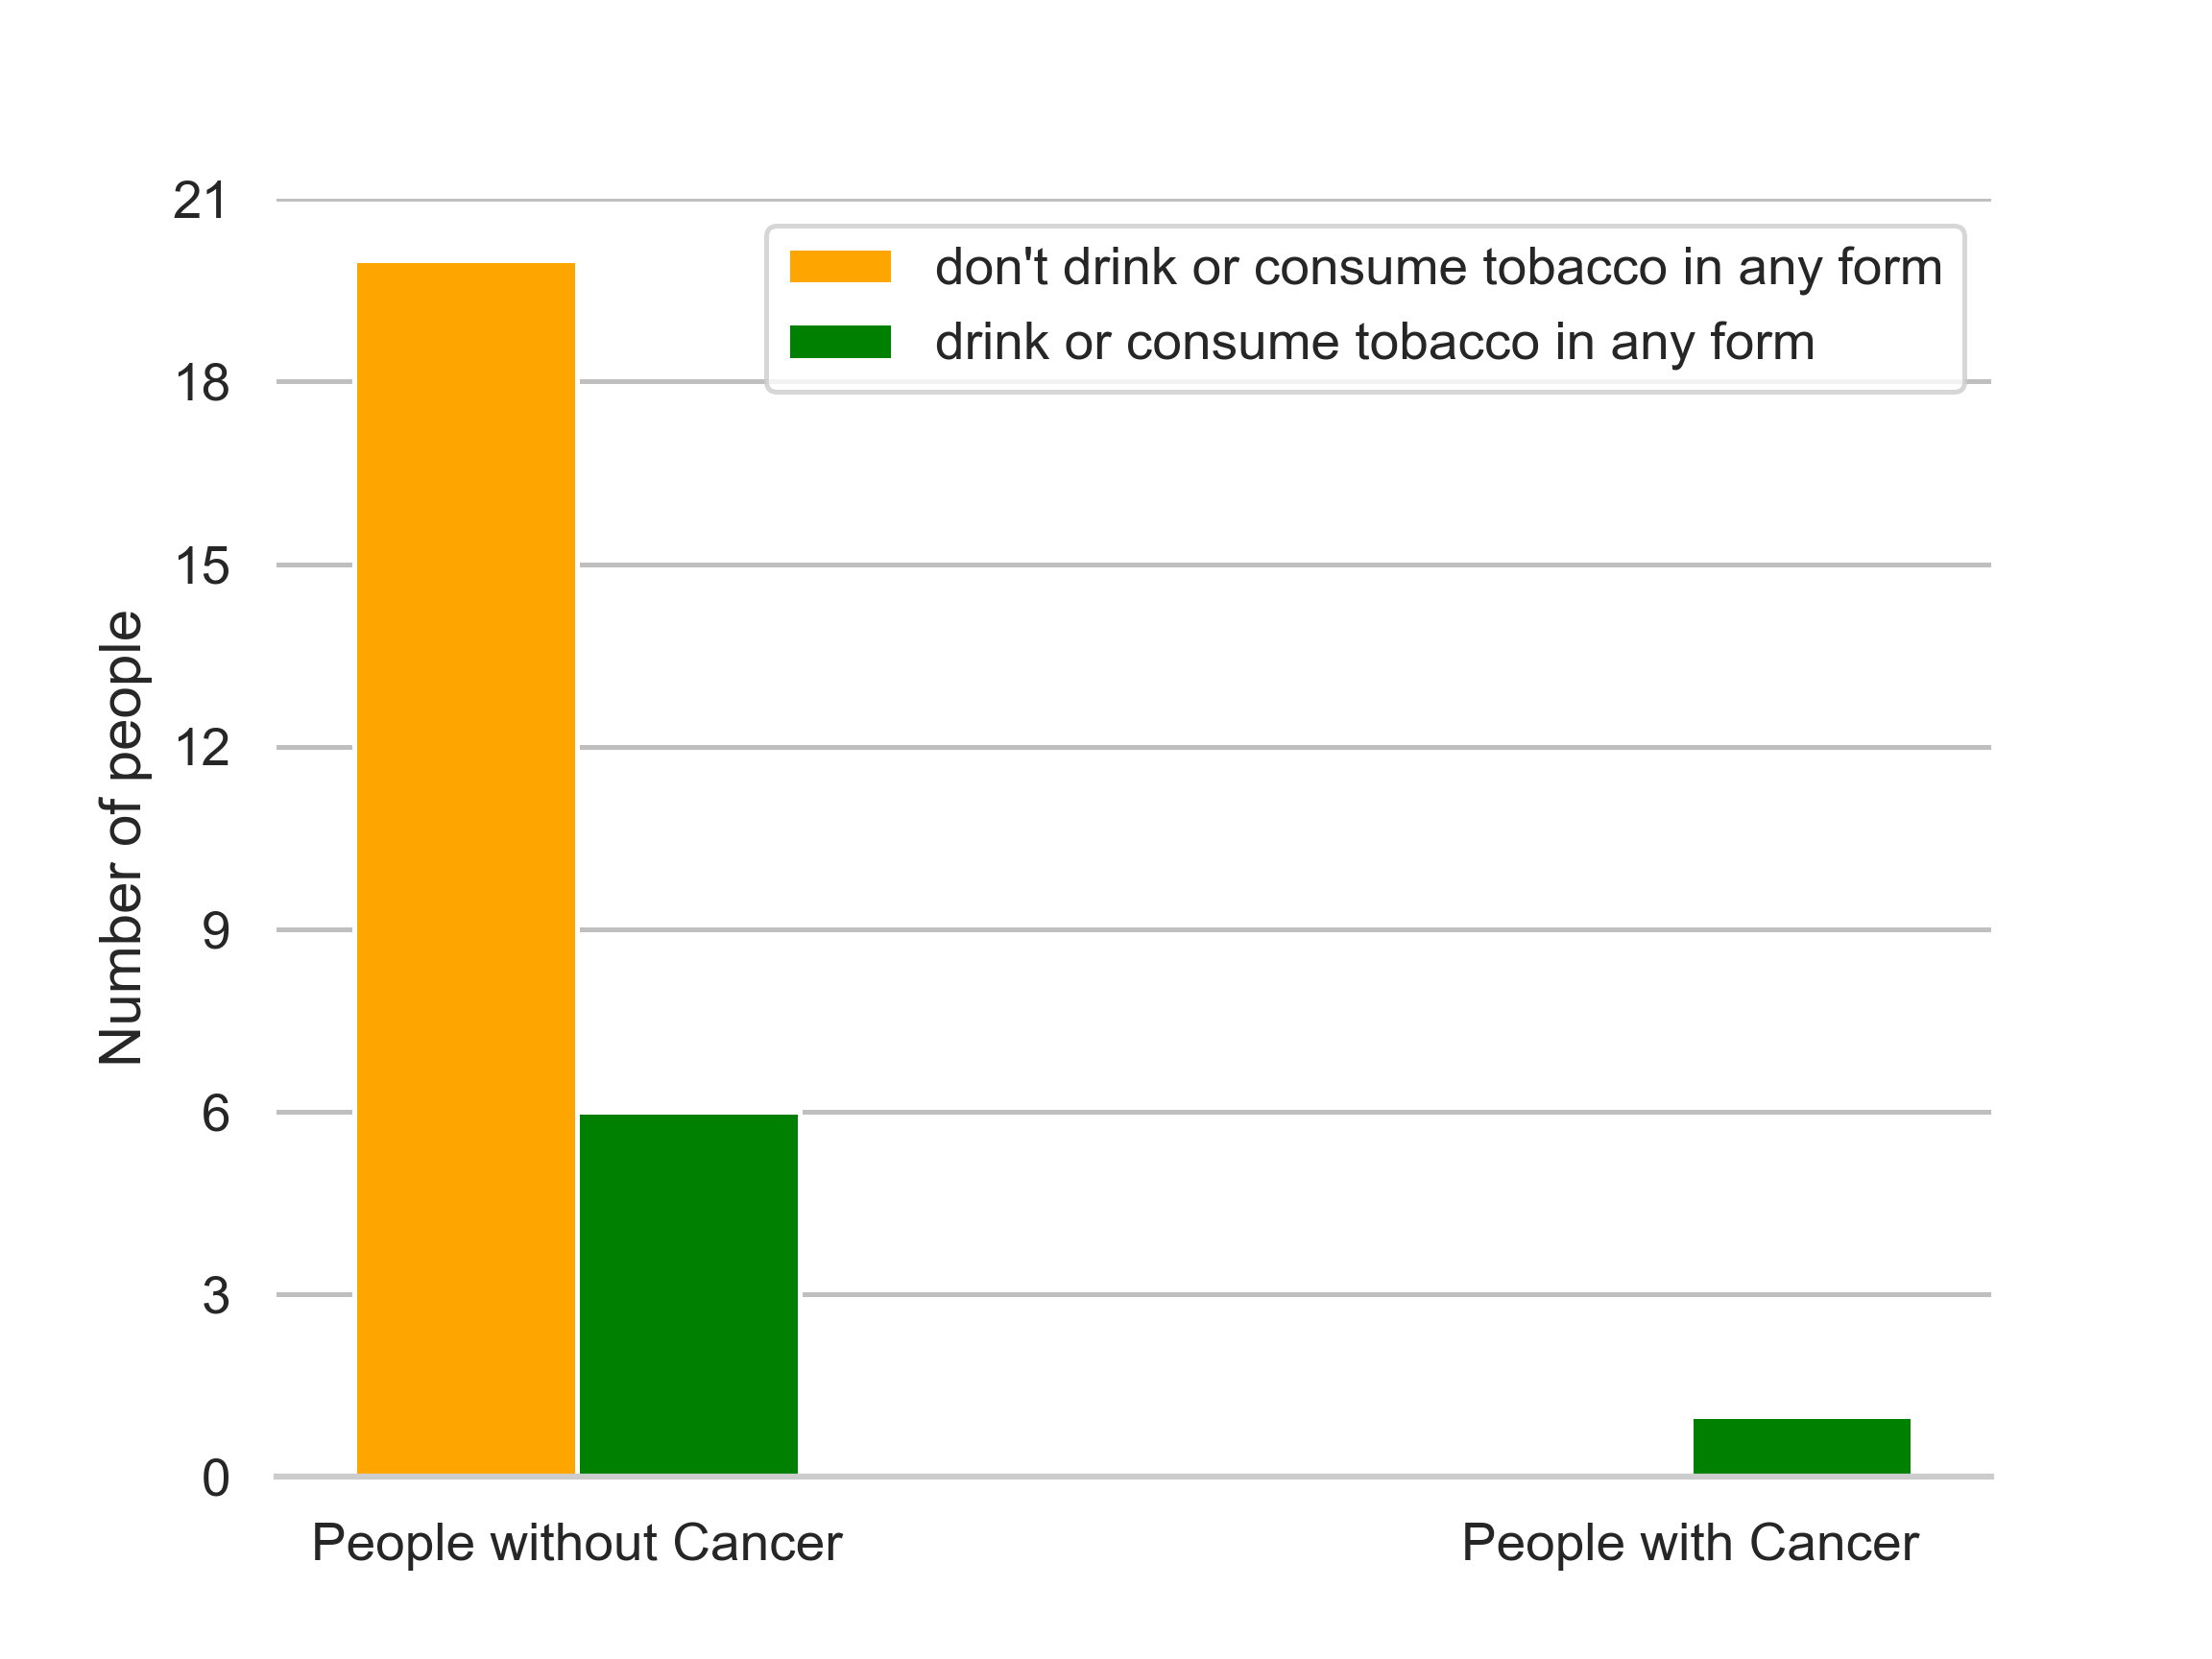 21
don't drink or consume tobacco in any form
drink or consume tobacco in any form
18
15
12
9
6
3
0
Number of people
People without Cancer
People with Cancer